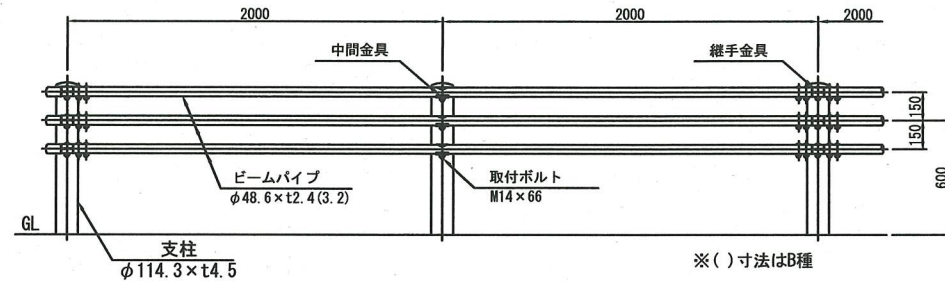 2000
2000
2000
中間金具
継手金具
150
150
600
ビームパイプ
φ48.6×t2.4(3.2)
取付ボルト
M14×66
GL
支柱
φ114.3×t4.5
※( )寸法はB種